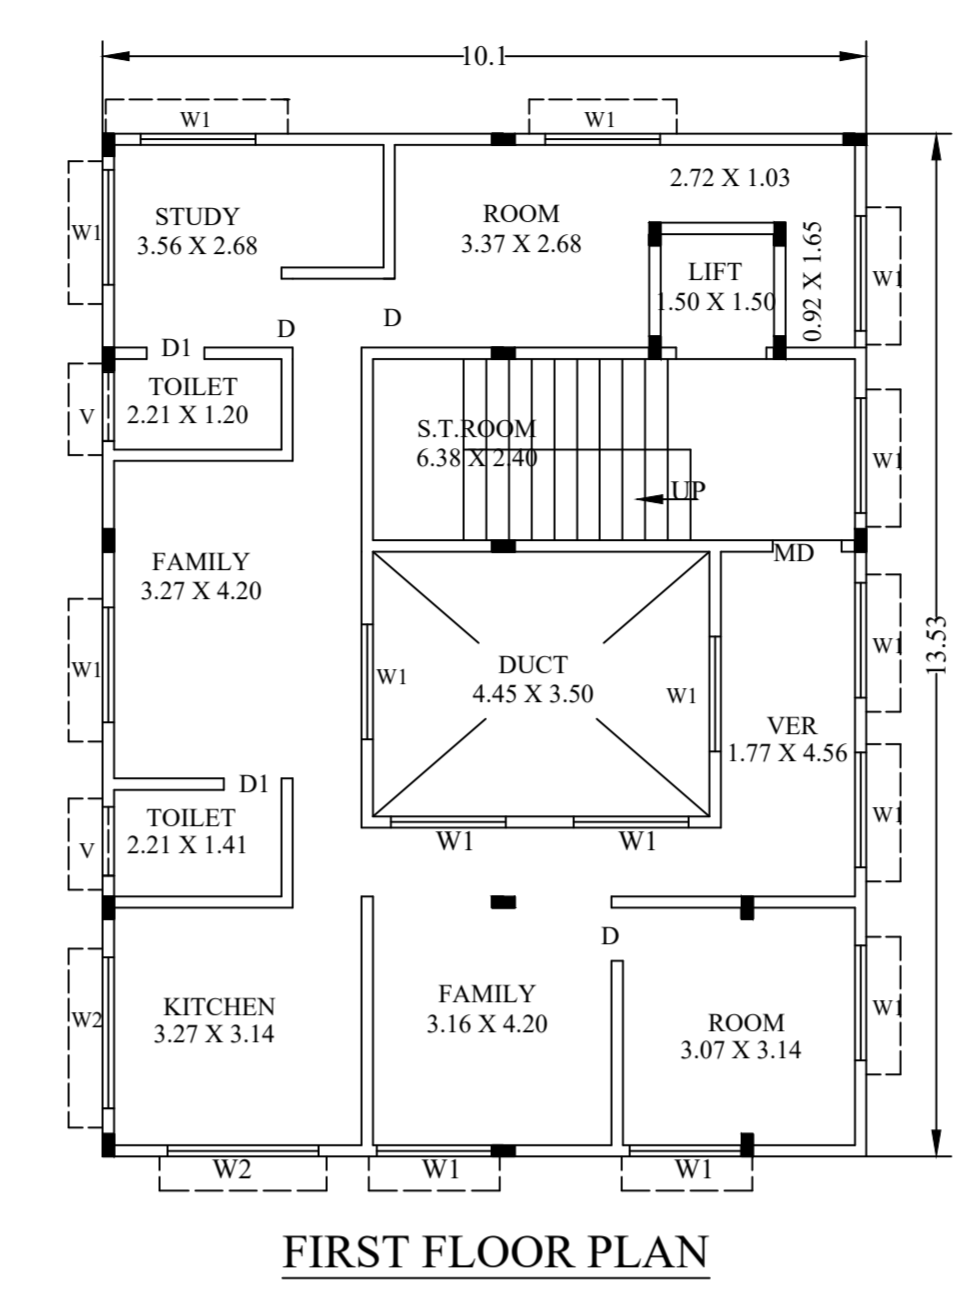 10.1
W1
W1
2.72 X 1.03
W1
STUDY
3.56 X 2.68
ROOM
3.37 X 2.68
LIFT
1.50 X 1.50
0.92 X 1.65
W1
D
D
D1
TOILET
2.21 X 1.20
V
S.T.ROOM
6.38 X 2.40
W1
UP
MD
FAMILY
3.27 X 4.20
13.53
W1
W1
W1
DUCT
4.45 X 3.50
W1
VER
1.77 X 4.56
D1
TOILET
2.21 X 1.41
V
W1
W1
W1
D
KITCHEN
3.27 X 3.14
W2
FAMILY
3.16 X 4.20
ROOM
3.07 X 3.14
W1
W2
W1
W1
FIRST FLOOR PLAN